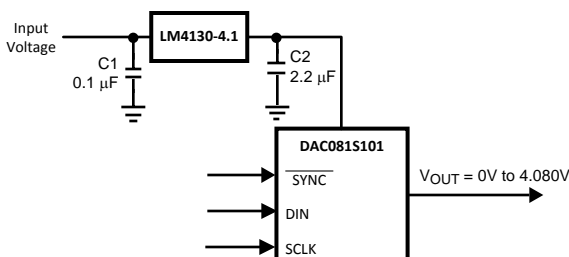 Input
Voltage
LM4130-4.1
C1
0.1 μF
C2
2.2 μF
DAC081S101
SYNC
DIN
SCLK
VOUT = 0V to 4.080V